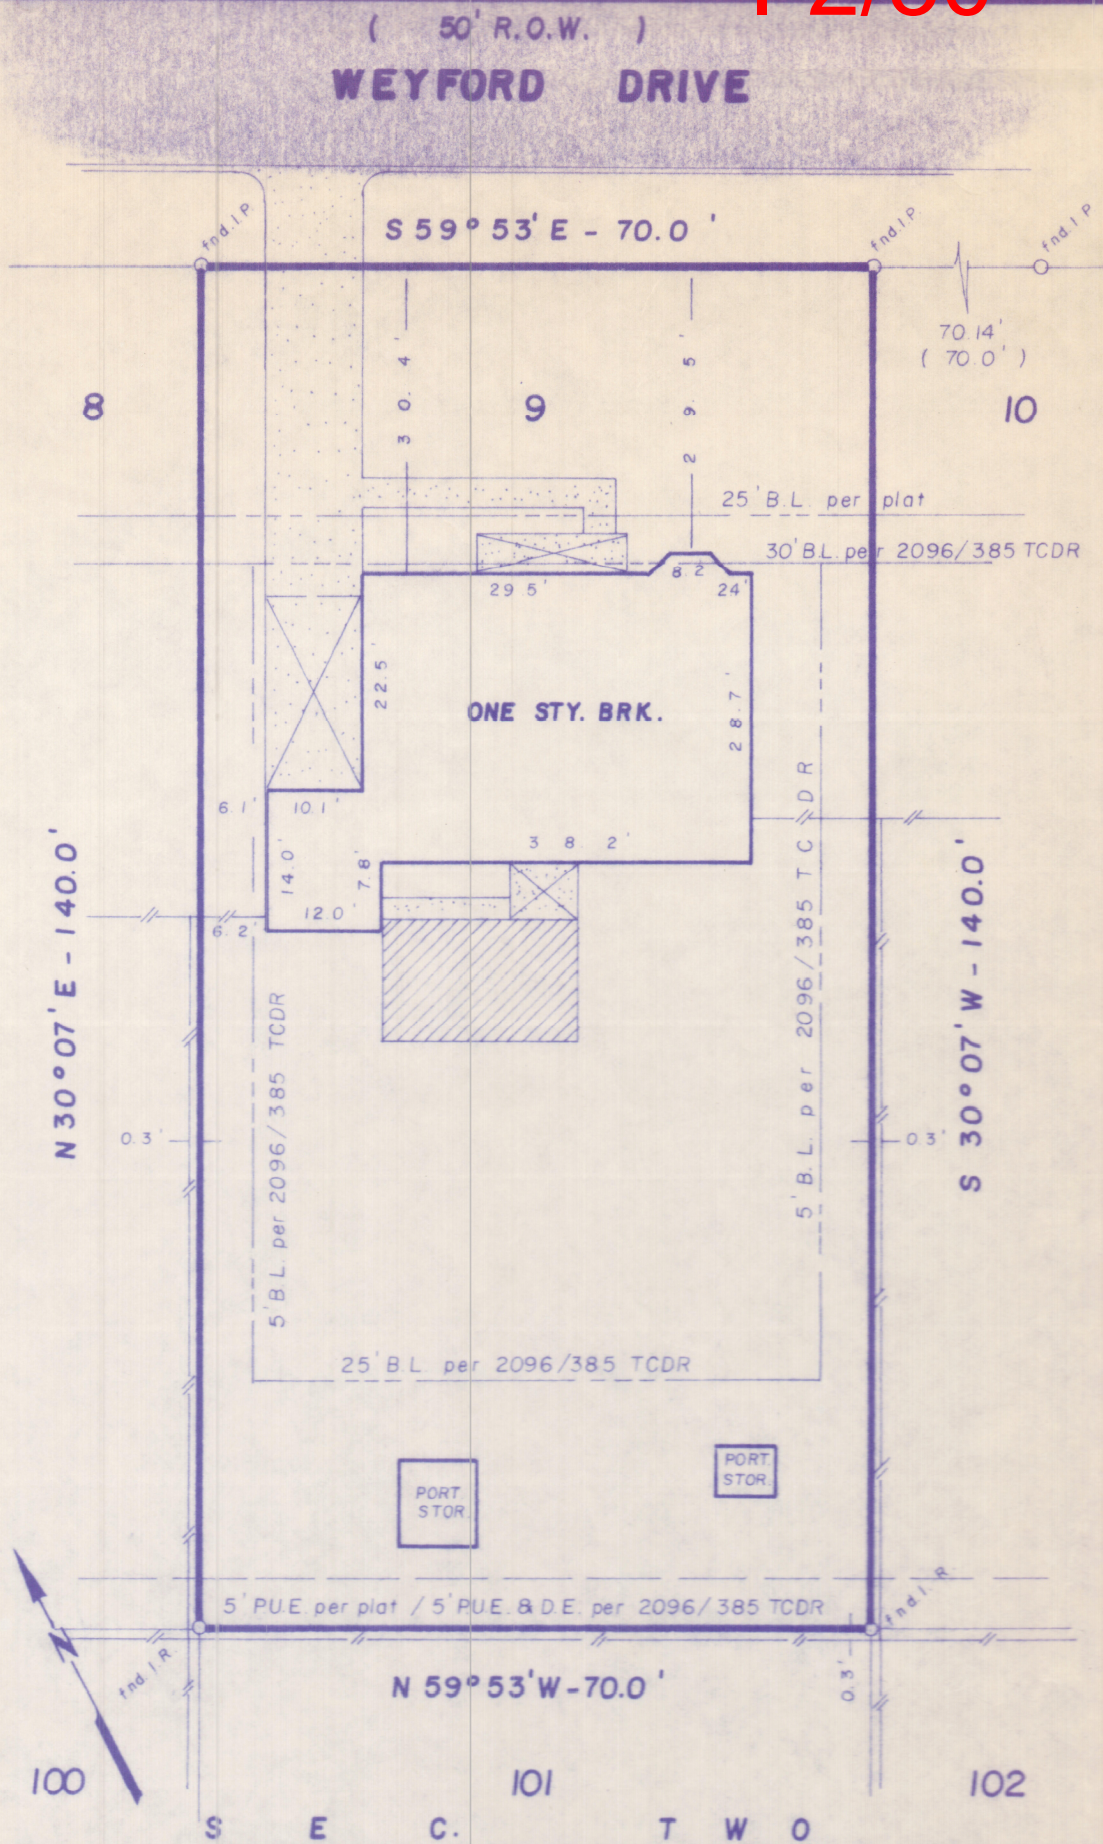 ( 50' R.O.W. )
WEYFORD DRIVE
S 59° 53' E - 70.0 '
fnd. I.P
fnd. I.P
fnd. I.P
70.14'
( 70.0' )
8
9
10
30.4'
29.5'
25' B.L. per plat
30' B.L. per 2096/385 TCDR
29.5'
8.2
24'
22.5'
ONE STY. BRK.
28.7'
6.1'
10.1'
38.2'
14.0'
7.8'
12.0'
6.2'
N 30° 07' E - 140.0'
S 30° 07' W - 140.0'
5' B.L. per 2096/385 TCDR
5' B.L. per 2096/385 TCDR
0.3'
0.3'
25' B.L. per 2096/385 TCDR
PORT.
STOR.
PORT.
STOR.
5' P.U.E. per plat / 5' P.U.E. & D.E. per 2096/385 TCDR
fnd. I.R.
fnd. I.R.
N 59° 53' W - 70.0 '
0.3'
N
100
101
102
SEC. TWO